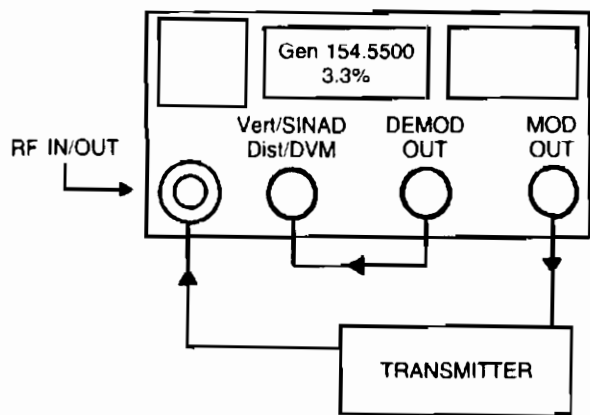 Gen 154.5500
3.3%
Vert/SINAD
Dist/DVM
DEMOD
OUT
MOD
OUT
RF IN/OUT
TRANSMITTER